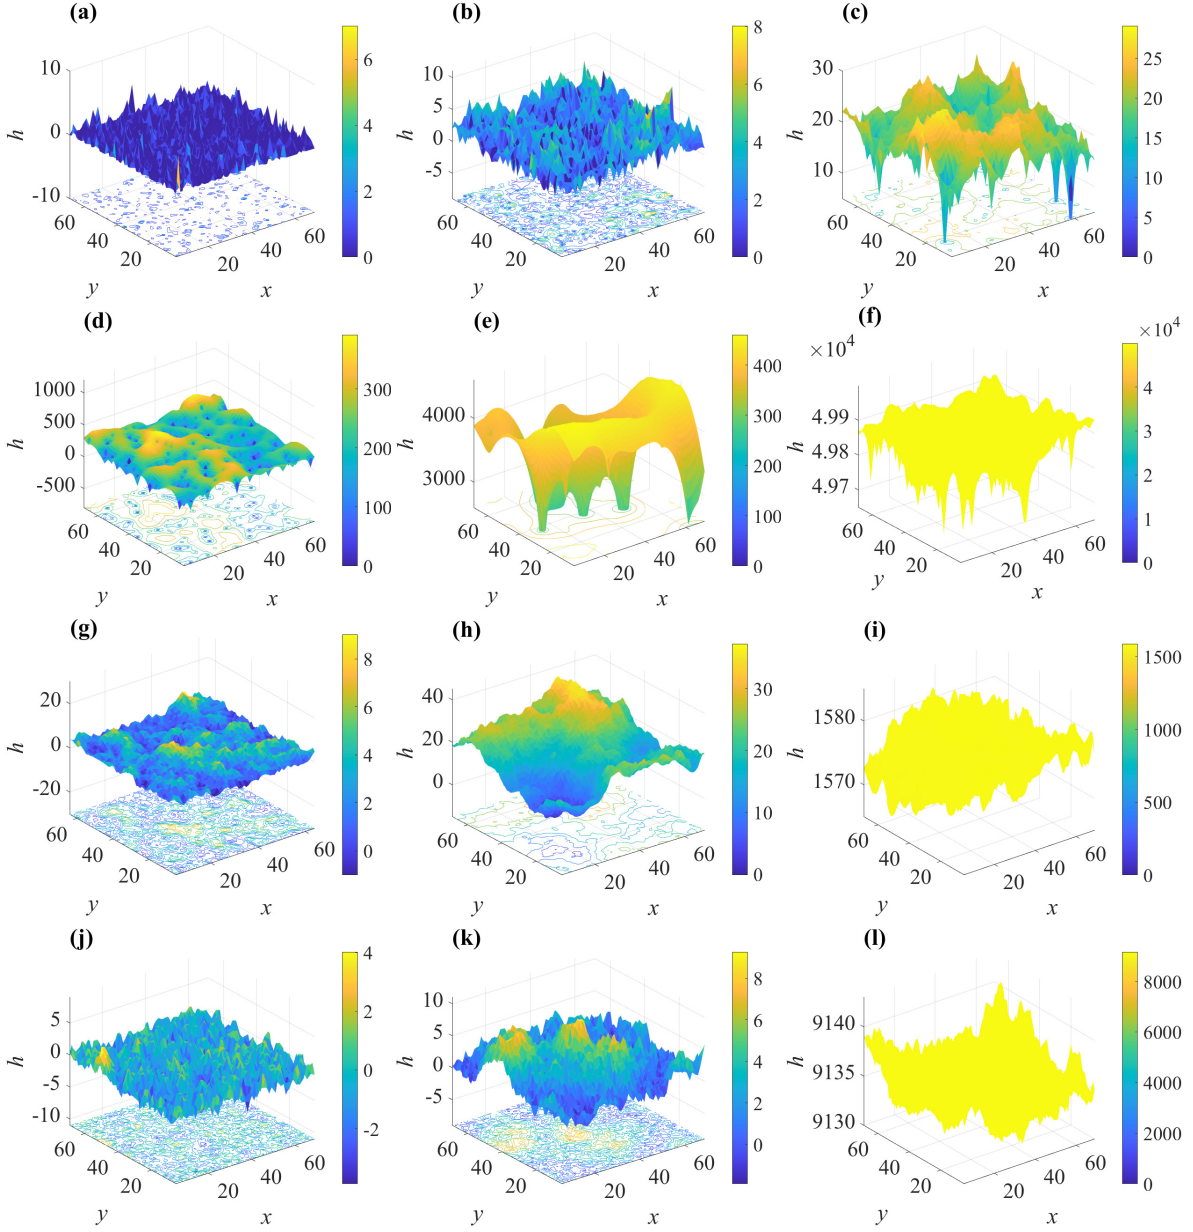 (a) (b) (c)
10 0 -10 h 60 40 20 y 20 40 60 x 6 4 2 0
10 5 0 -5 h 60 40 20 y 20 40 60 x 8 6 4 2 0
30 20 10 h 60 40 20 y 20 40 60 x 25 20 15 10 5 0
(d) (e) (f)
1000 500 0 -500 h 60 40 20 y 20 40 60 x 300 200 100 0
4000 3000 h 60 40 20 y 20 40 60 x 400 300 200 100 0
×10^4 4.99 4.98 4.97 h 60 40 20 y 20 40 60 x ×10^4 4 3 2 1 0
(g) (h) (i)
20 0 -20 h 60 40 20 y 20 40 60 x 8 6 4 2 0
40 20 0 h 60 40 20 y 20 40 60 x 30 20 10 0
1580 1570 h 60 40 20 y 20 40 60 x 1500 1000 500 0
(j) (k) (l)
5 0 -5 -10 h 60 40 20 y 20 40 60 x 4 2 0 -2
10 5 0 -5 h 60 40 20 y 20 40 60 x 8 6 4 2 0
9140 9135 9130 h 60 40 20 y 20 40 60 x 8000 6000 4000 2000 0